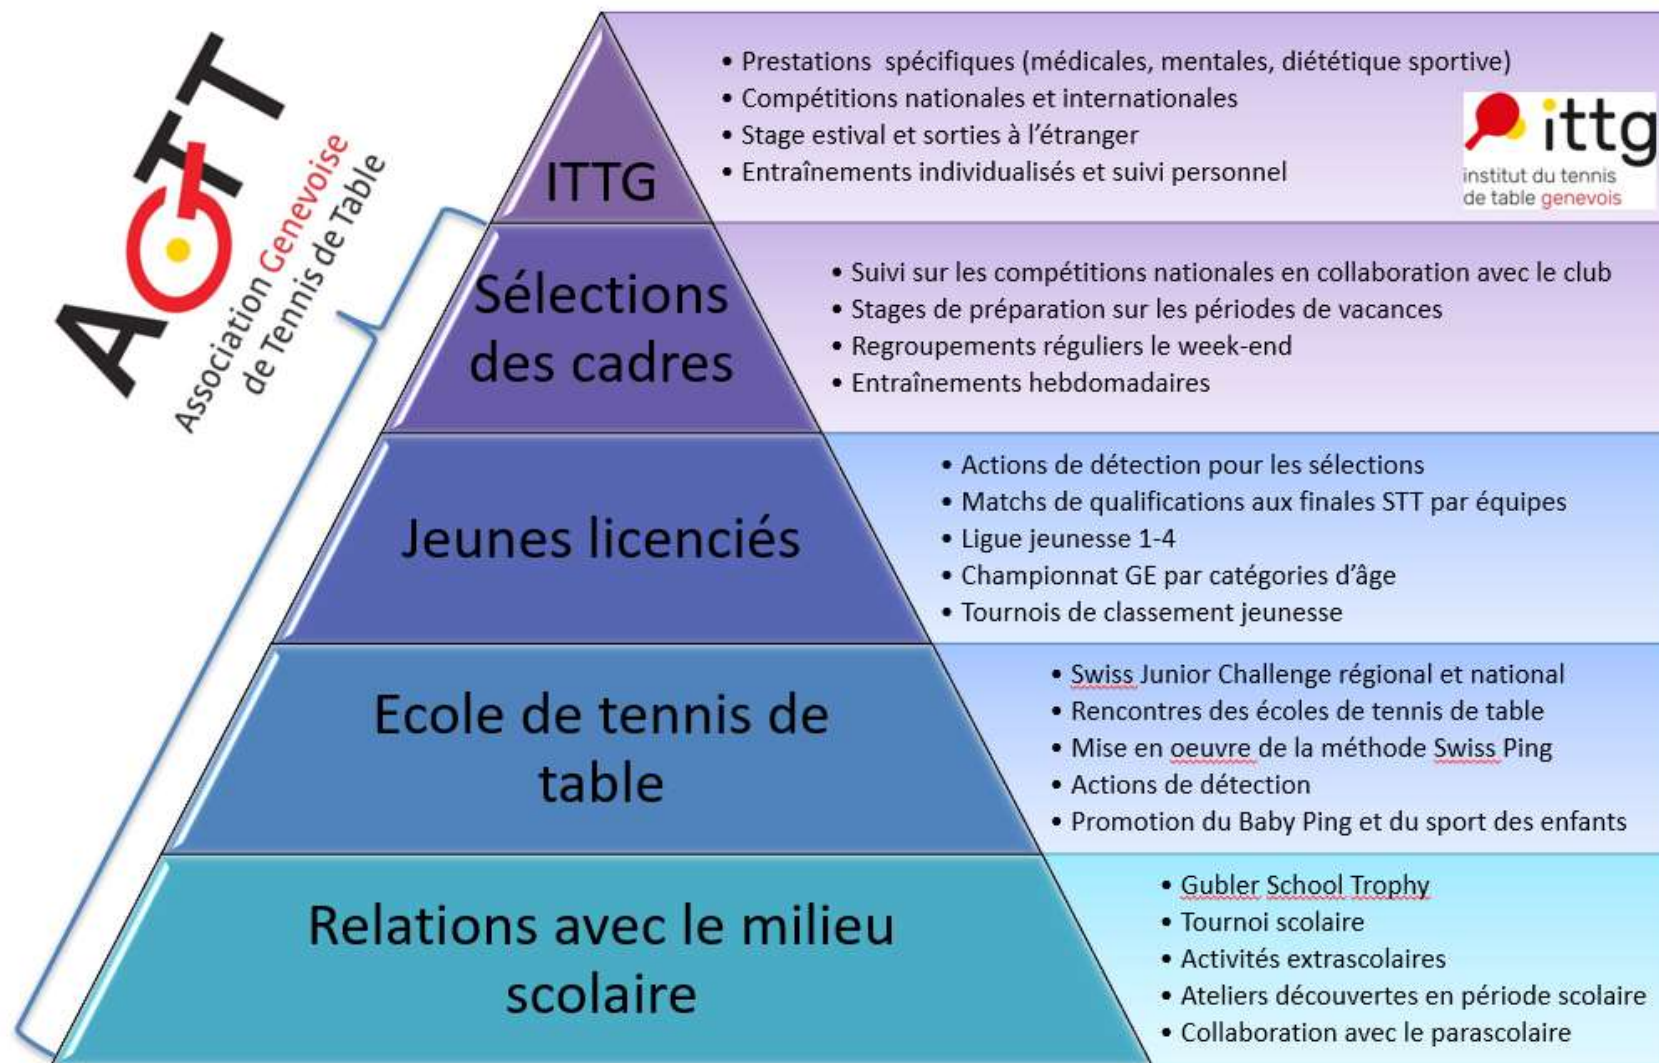 AGTT
Association Genevoise
de Tennis de Table
ITTG
• Prestations  spécifiques (médicales, mentales, diététique sportive)
• Compétitions nationales et internationales
• Stage estival et sorties à l’étranger
• Entraînements individualisés et suivi personnel
ittg
institut du tennis
de table genevois
Sélections
des cadres
• Suivi sur les compétitions nationales en collaboration avec le club
• Stages de préparation sur les périodes de vacances
• Regroupements réguliers le week-end
• Entraînements hebdomadaires
Jeunes licenciés
• Actions de détection pour les sélections
• Matchs de qualifications aux finales STT par équipes
• Ligue jeunesse 1-4
• Championnat GE par catégories d’âge
• Tournois de classement jeunesse
Ecole de tennis de
table
• Swiss Junior Challenge régional et national
• Rencontres des écoles de tennis de table
• Mise en oeuvre de la méthode Swiss Ping
• Actions de détection
• Promotion du Baby Ping et du sport des enfants
Relations avec le milieu
scolaire
• Gubler School Trophy
• Tournoi scolaire
• Activités extrascolaires
• Ateliers découvertes en période scolaire
• Collaboration avec le parascolaire